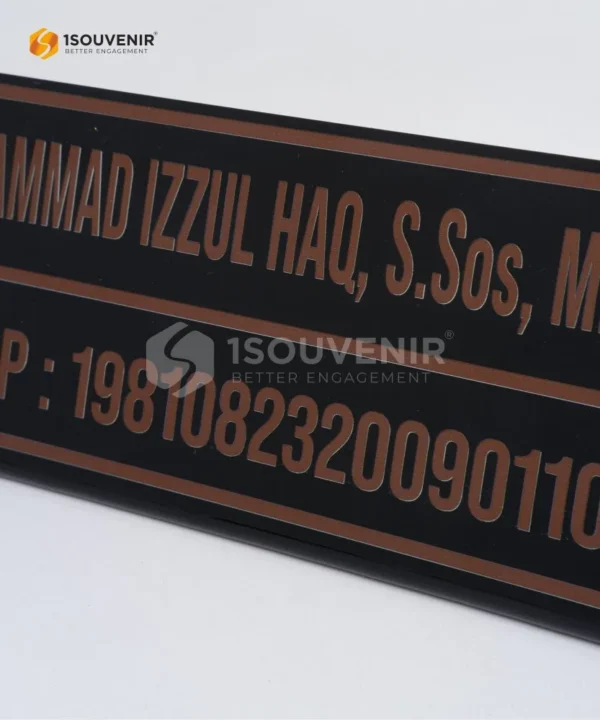 1SOUVENIR®
BETTER ENGAGEMENT
AMMAD IZZUL HAQ, S.Sos, M
1SOUVENIR®
BETTER ENGAGEMENT
P : 1981082320090110